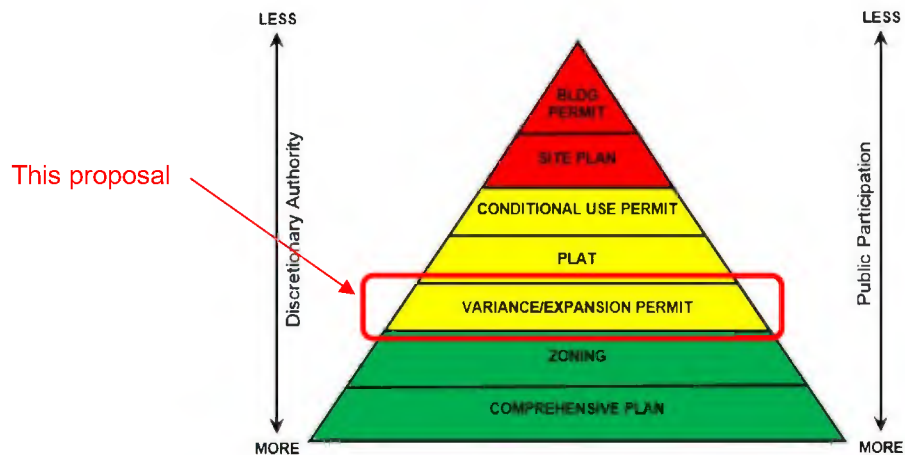 LESS
LESS
BLDG
PERMIT
SITE PLAN
This proposal
Discretionary Authority
Public Participation
CONDITIONAL USE PERMIT
PLAT
VARIANCE/EXPANSION PERMIT
ZONING
COMPREHENSIVE PLAN
MORE
MORE